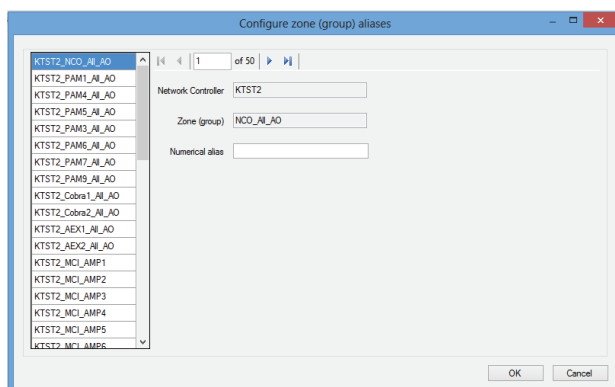 Configure zone (group) aliases
KTST2_NCO_All_AO
KTST2_PAM1_All_AO
KTST2_PAM4_All_AO
KTST2_PAM5_All_AO
KTST2_PAM3_All_AO
KTST2_PAM6_All_AO
KTST2_PAM7_All_AO
KTST2_PAM9_All_AO
KTST2_Cobra1_All_AO
KTST2_Cobra2_All_AO
KTST2_AEX1_All_AO
KTST2_AEX2_All_AO
KTST2_MCI_AMP1
KTST2_MCI_AMP2
KTST2_MCI_AMP3
KTST2_MCI_AMP4
KTST2_MCI_AMP5
KTST2_MCI_AMP6
1 of 50
Network Controller KTST2
Zone (group) NCO_All_AO
Numerical alias
OK Cancel